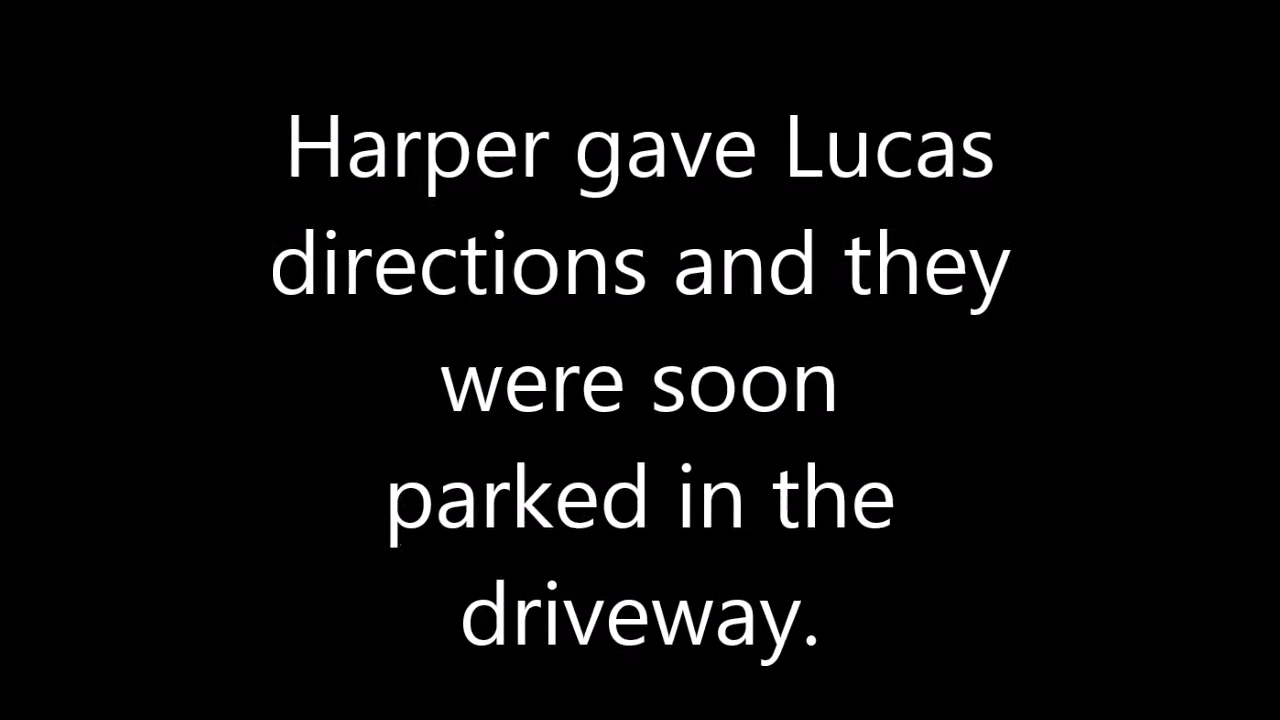 Harper gave Lucas
directions and they
were soon
parked in the
driveway.